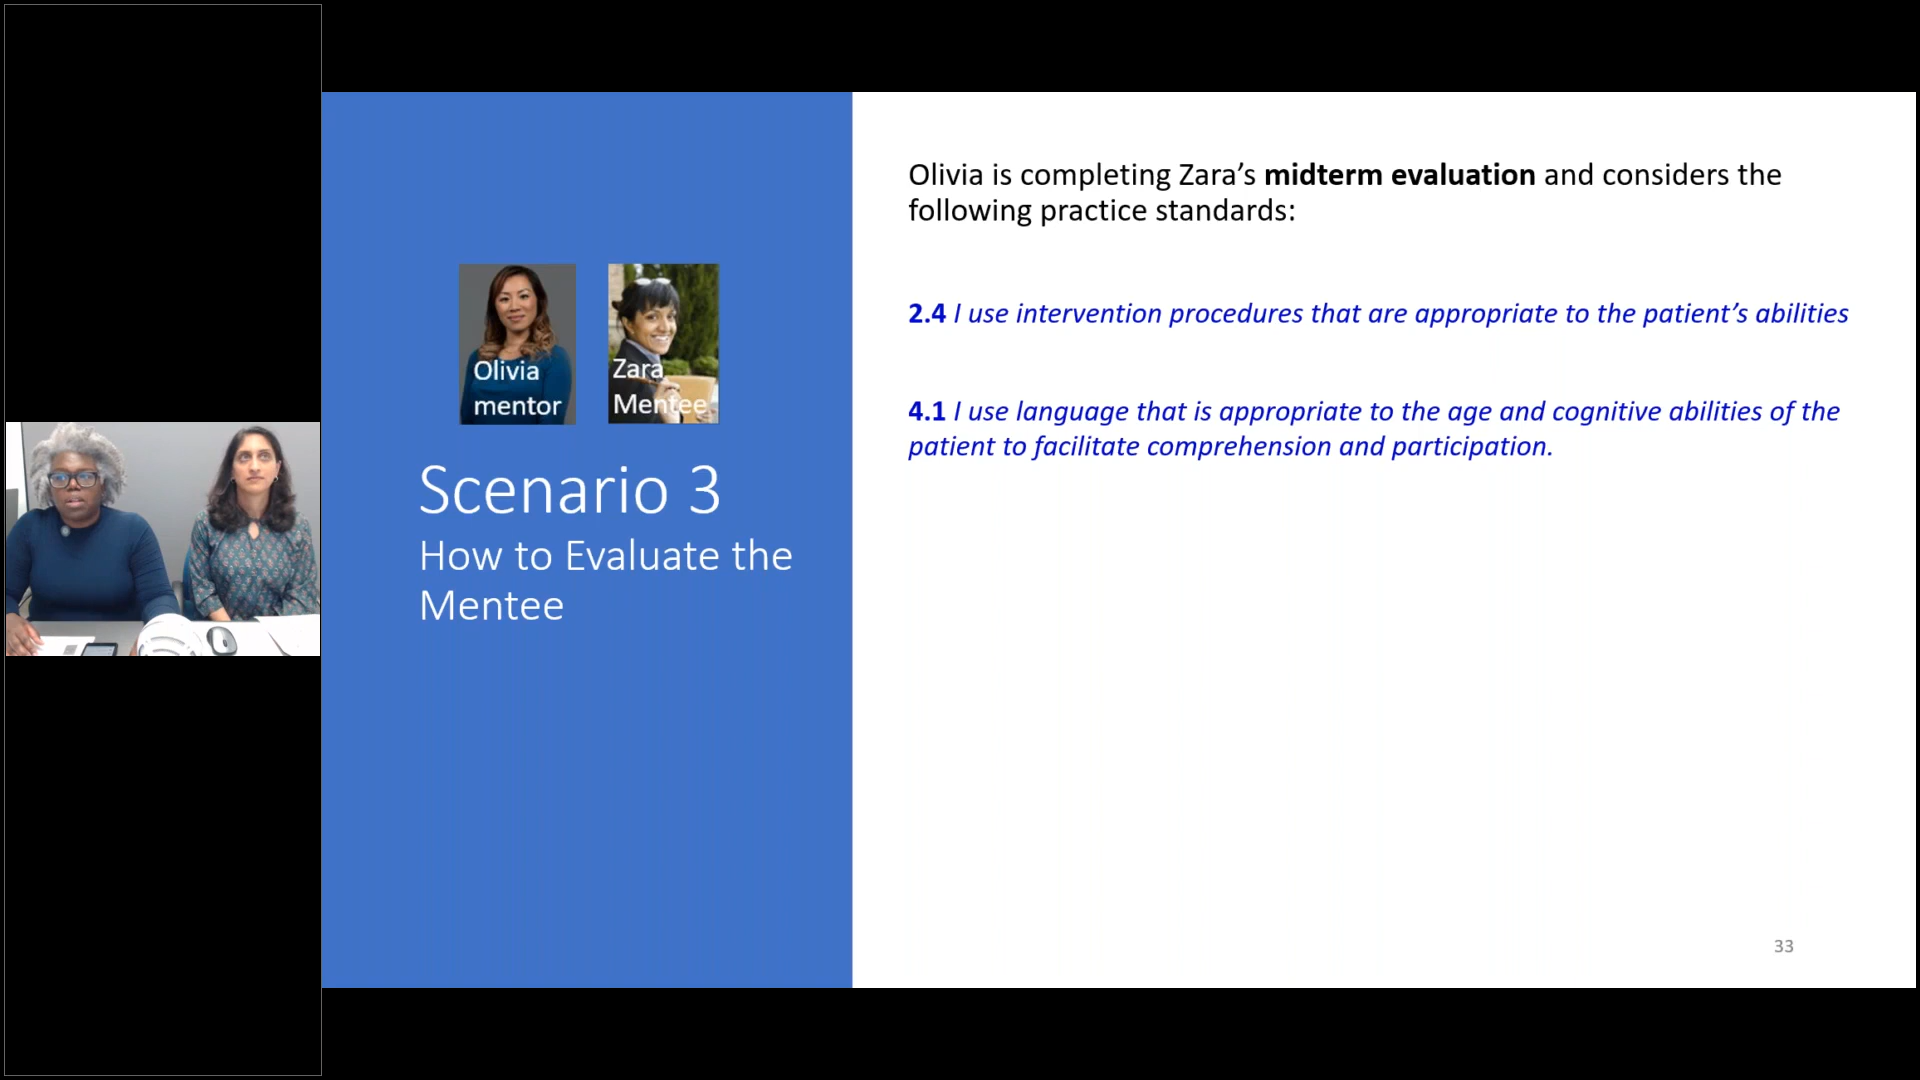 Olivia
mentor
Zara
Mentee
Scenario 3
How to Evaluate the
Mentee
Olivia is completing Zara’s midterm evaluation and considers the
following practice standards:
2.4 I use intervention procedures that are appropriate to the patient’s abilities
4.1 I use language that is appropriate to the age and cognitive abilities of the
patient to facilitate comprehension and participation.
33